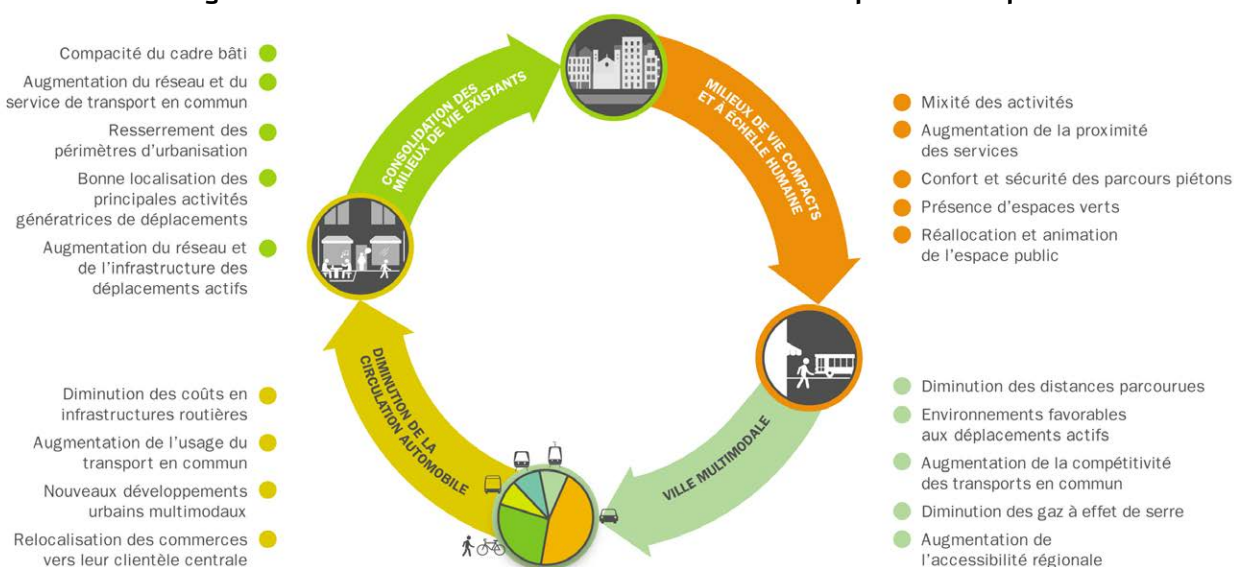 Compacité du cadre bâti
Augmentation du réseau et du
service de transport en commun
Resserrement des
périmètres d'urbanisation
Bonne localisation des
principales activités
génératrices de déplacements
Augmentation du réseau et
de l'infrastructure des
déplacements actifs
CONSOLIDATION DES
MILIEUX DE VIE EXISTANTS
MILIEUX DE VIE COMPACTS
ET À ÉCHELLE HUMAINE
Mixité des activités
Augmentation de la proximité
des services
Confort et sécurité des parcours piétons
Présence d'espaces verts
Réallocation et animation
de l'espace public
Diminution des coûts en
infrastructures routières
Augmentation de l'usage du
transport en commun
Nouveaux développements
urbains multimodaux
Relocalisation des commerces
vers leur clientèle centrale
DIMINUTION DE LA
CIRCULATION AUTOMOBILE
VILLE MULTIMODALE
Diminution des distances parcourues
Environnements favorables
aux déplacements actifs
Augmentation de la compétitivité
des transports en commun
Diminution des gaz à effet de serre
Augmentation de
l'accessibilité régionale